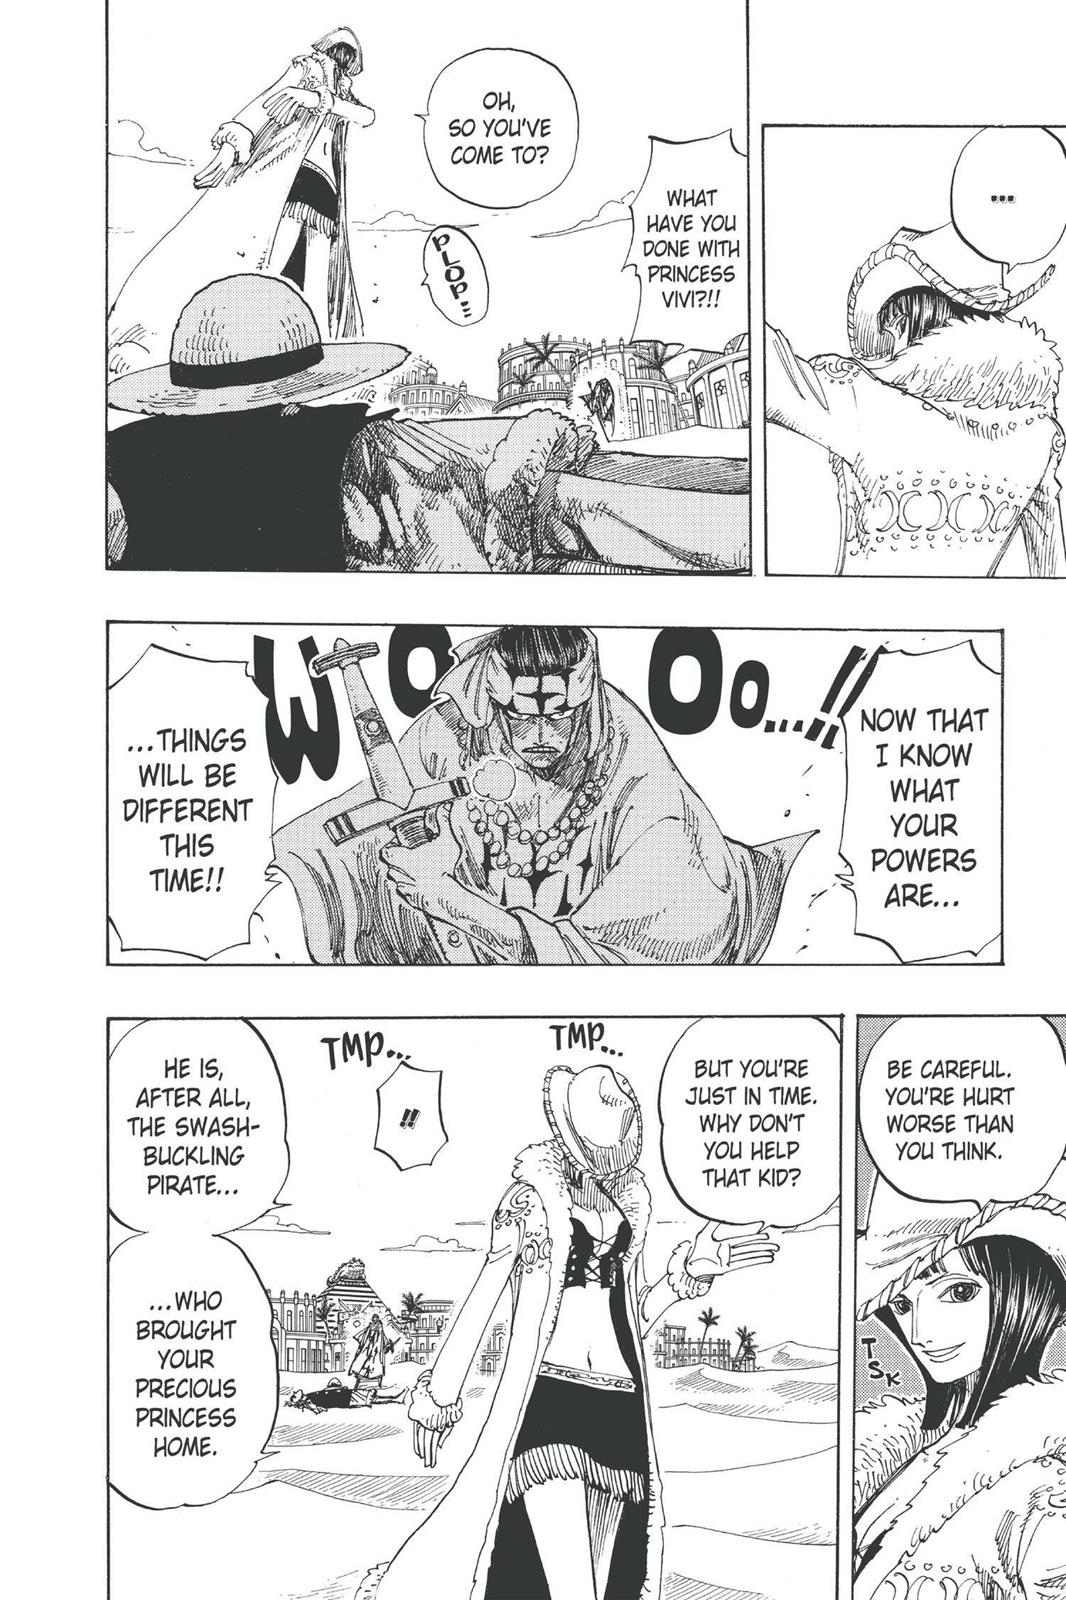 ...
WHAT
HAVE YOU
DONE WITH
PRINCESS
VIVI?!!
OH,
SO YOU'VE
COME TO?
PLOP...
NOW THAT
I KNOW
WHAT
YOUR
POWERS
ARE...
WOOO...!!
...THINGS
WILL BE
DIFFERENT
THIS
TIME!!
BE CAREFUL.
YOU'RE HURT
WORSE THAN
YOU THINK.
TSK
BUT YOU'RE
JUST IN TIME.
WHY DON'T
YOU HELP
THAT KID?
TMP...
!!
TMP...
HE IS,
AFTER ALL,
THE SWASH-
BUCKLING
PIRATE...
...WHO
BROUGHT
YOUR
PRECIOUS
PRINCESS
HOME.